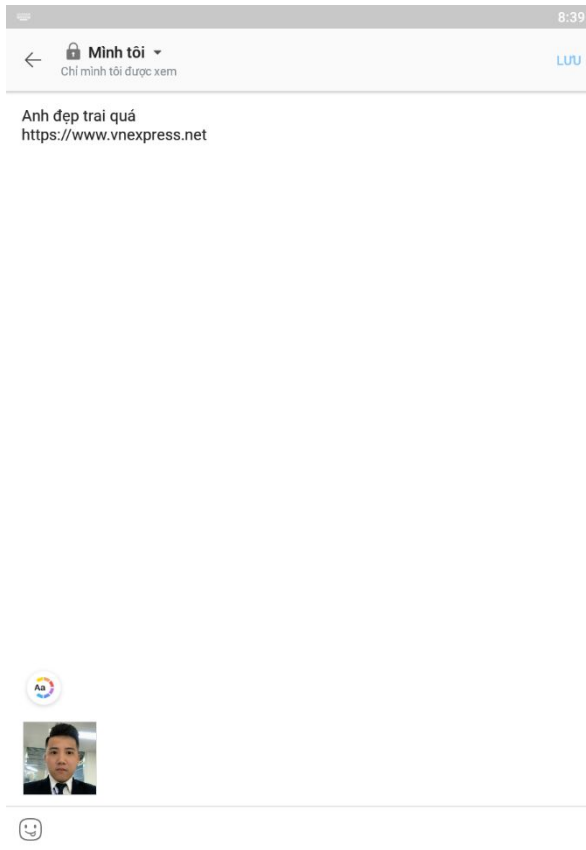 8:39
Mình tôi
Chỉ mình tôi được xem
LƯU
Anh đẹp trai quá
https://www.vnexpress.net
Aa